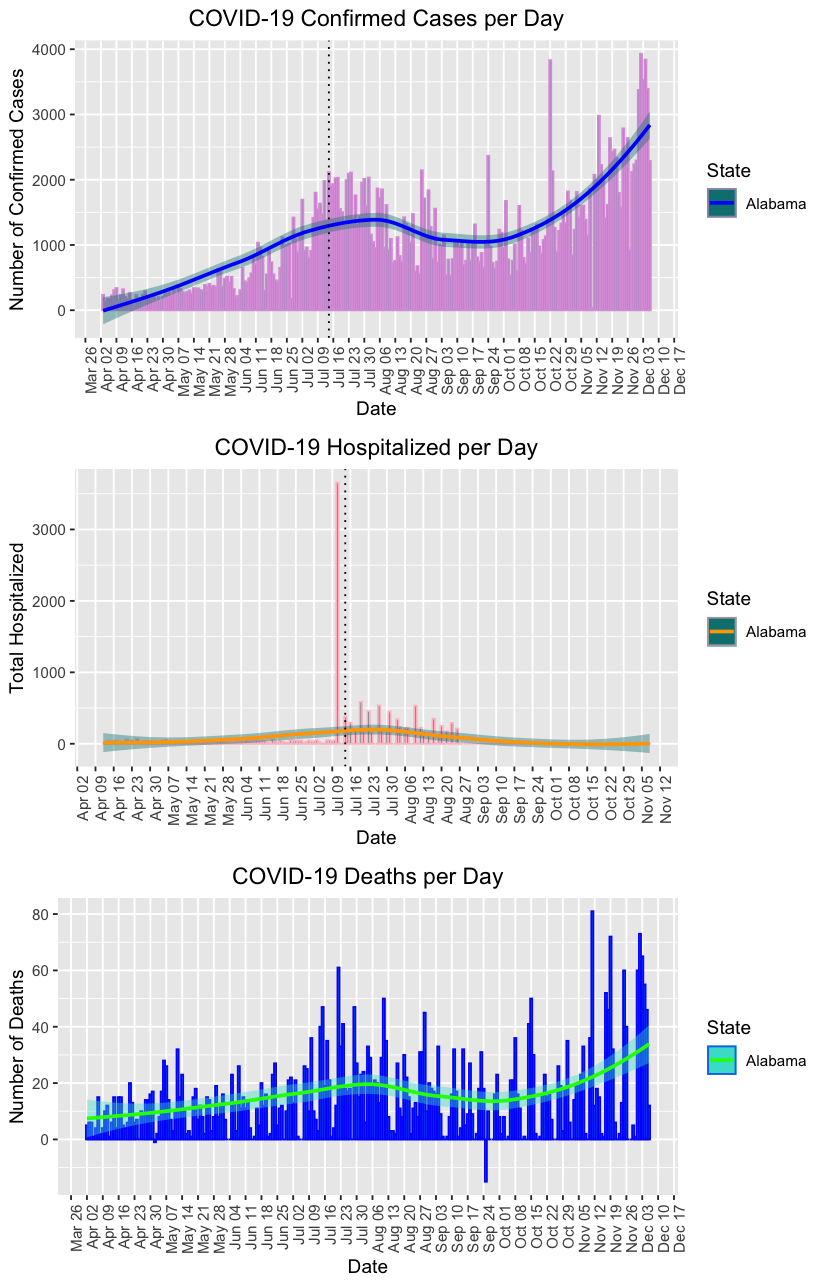 COVID-19 Confirmed Cases per Day
Number of Confirmed Cases
4000
3000
2000
1000
0
Mar 26
Apr 02
Apr 09
Apr 16
Apr 23
Apr 30
May 07
May 14
May 21
May 28
Jun 04
Jun 11
Jun 18
Jun 25
Jul 02
Jul 09
Jul 16
Jul 23
Jul 30
Aug 06
Aug 13
Aug 20
Aug 27
Sep 03
Sep 10
Sep 17
Sep 24
Oct 01
Oct 08
Oct 15
Oct 22
Oct 29
Nov 05
Nov 12
Nov 19
Nov 26
Dec 03
Dec 10
Dec 17
Date
State
Alabama
COVID-19 Hospitalized per Day
Total Hospitalized
3000
2000
1000
0
Apr 02
Apr 09
Apr 16
Apr 23
Apr 30
May 07
May 14
May 21
May 28
Jun 04
Jun 11
Jun 18
Jun 25
Jul 02
Jul 09
Jul 16
Jul 23
Jul 30
Aug 06
Aug 13
Aug 20
Aug 27
Sep 03
Sep 10
Sep 17
Sep 24
Oct 01
Oct 08
Oct 15
Oct 22
Oct 29
Nov 05
Nov 12
Date
State
Alabama
COVID-19 Deaths per Day
Number of Deaths
80
60
40
20
0
Mar 26
Apr 02
Apr 09
Apr 16
Apr 23
Apr 30
May 07
May 14
May 21
May 28
Jun 04
Jun 11
Jun 18
Jun 25
Jul 02
Jul 09
Jul 16
Jul 23
Jul 30
Aug 06
Aug 13
Aug 20
Aug 27
Sep 03
Sep 10
Sep 17
Sep 24
Oct 01
Oct 08
Oct 15
Oct 22
Oct 29
Nov 05
Nov 12
Nov 19
Nov 26
Dec 03
Dec 10
Dec 17
Date
State
Alabama